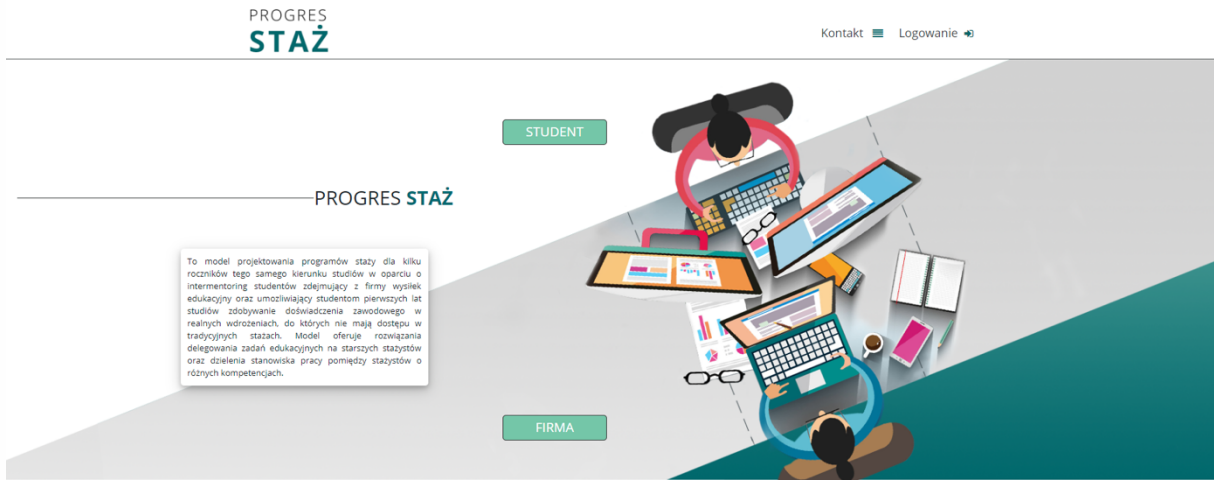 PROGRES
STAŻ
Kontakt
Logowanie
STUDENT
PROGRES STAŻ
To model projektowania programów staży dla kilku
roczników tego samego kierunku studiów w oparciu o
intermentoring studentów zdejmujący z firmy wysiłek
edukacyjny oraz umożliwiający studentom pierwszych lat
studiów zdobywanie doświadczenia zawodowego w
realnych wdrożeniach, do których nie mają dostępu w
tradycyjnych stażach. Model oferuje rozwiązania
delegowania zadań edukacyjnych na starszych stażystów
oraz dzielenia stanowiska pracy pomiędzy stażystów o
różnych kompetencjach.
FIRMA